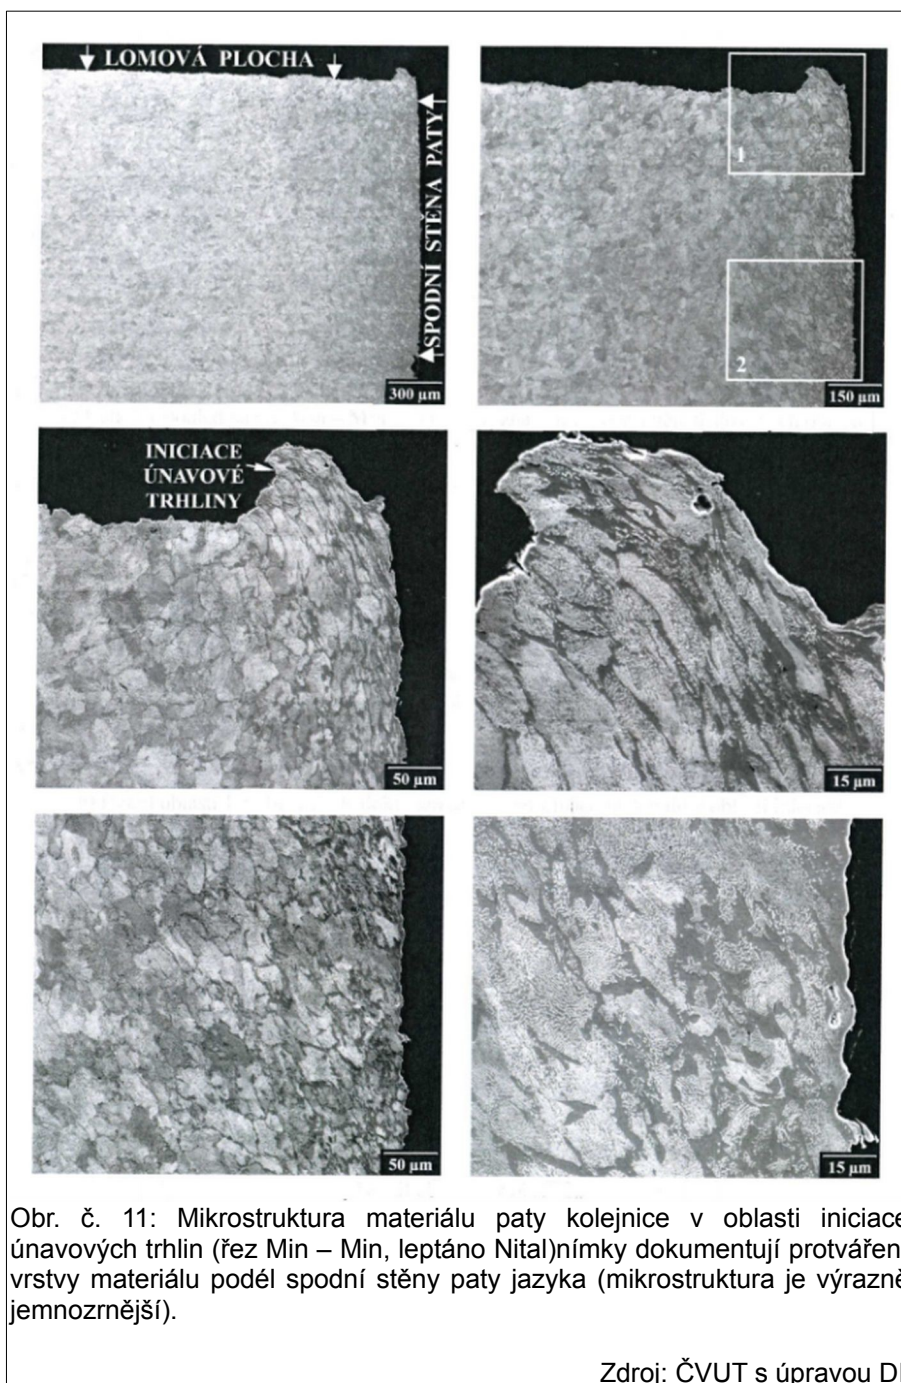 LOMOVÁ PLOCHA
SPODNÍ STĚNA PATY
300 µm
1
2
150 µm
INICIACE
ÚNAVOVÉ
TRHLINY
50 µm
15 µm
50 µm
15 µm
Obr. č. 11: Mikrostruktura materiálu paty kolejnice v oblasti iniciace
únavových trhlin (řez Min – Min, leptáno Nital)nímky dokumentují protvářen
vrstvy materiálu podél spodní stěny paty jazyka (mikrostruktura je výrazně
jemnozrnější).
Zdroj: ČVUT s úpravou DI